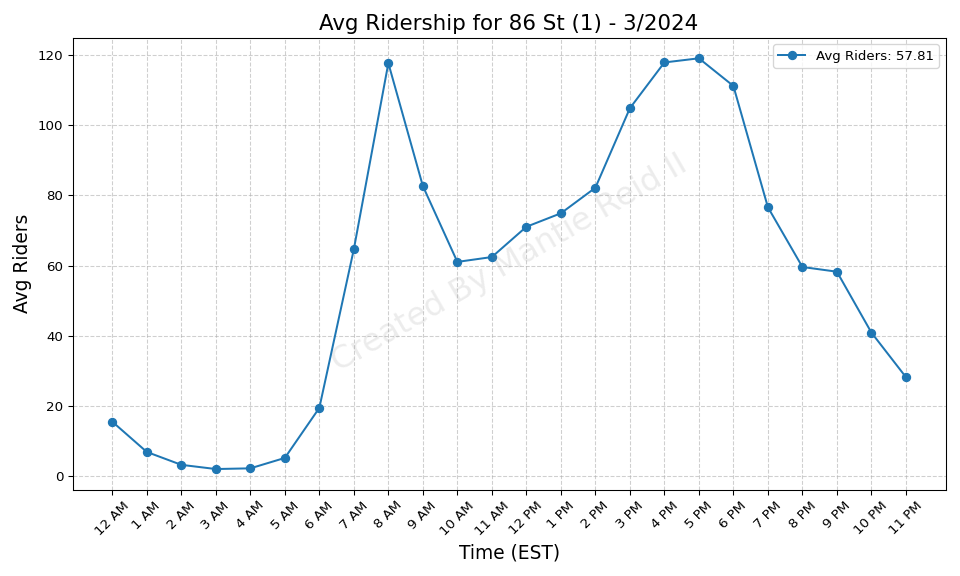 Avg Ridership for 86 St (1) - 3/2024
Avg Riders: 57.81
Avg Riders
120
100
80
60
40
20
0
Created By Mantie Reid II
12 AM
1 AM
2 AM
3 AM
4 AM
5 AM
6 AM
7 AM
8 AM
9 AM
10 AM
11 AM
12 PM
1 PM
2 PM
3 PM
4 PM
5 PM
6 PM
7 PM
8 PM
9 PM
10 PM
11 PM
Time (EST)